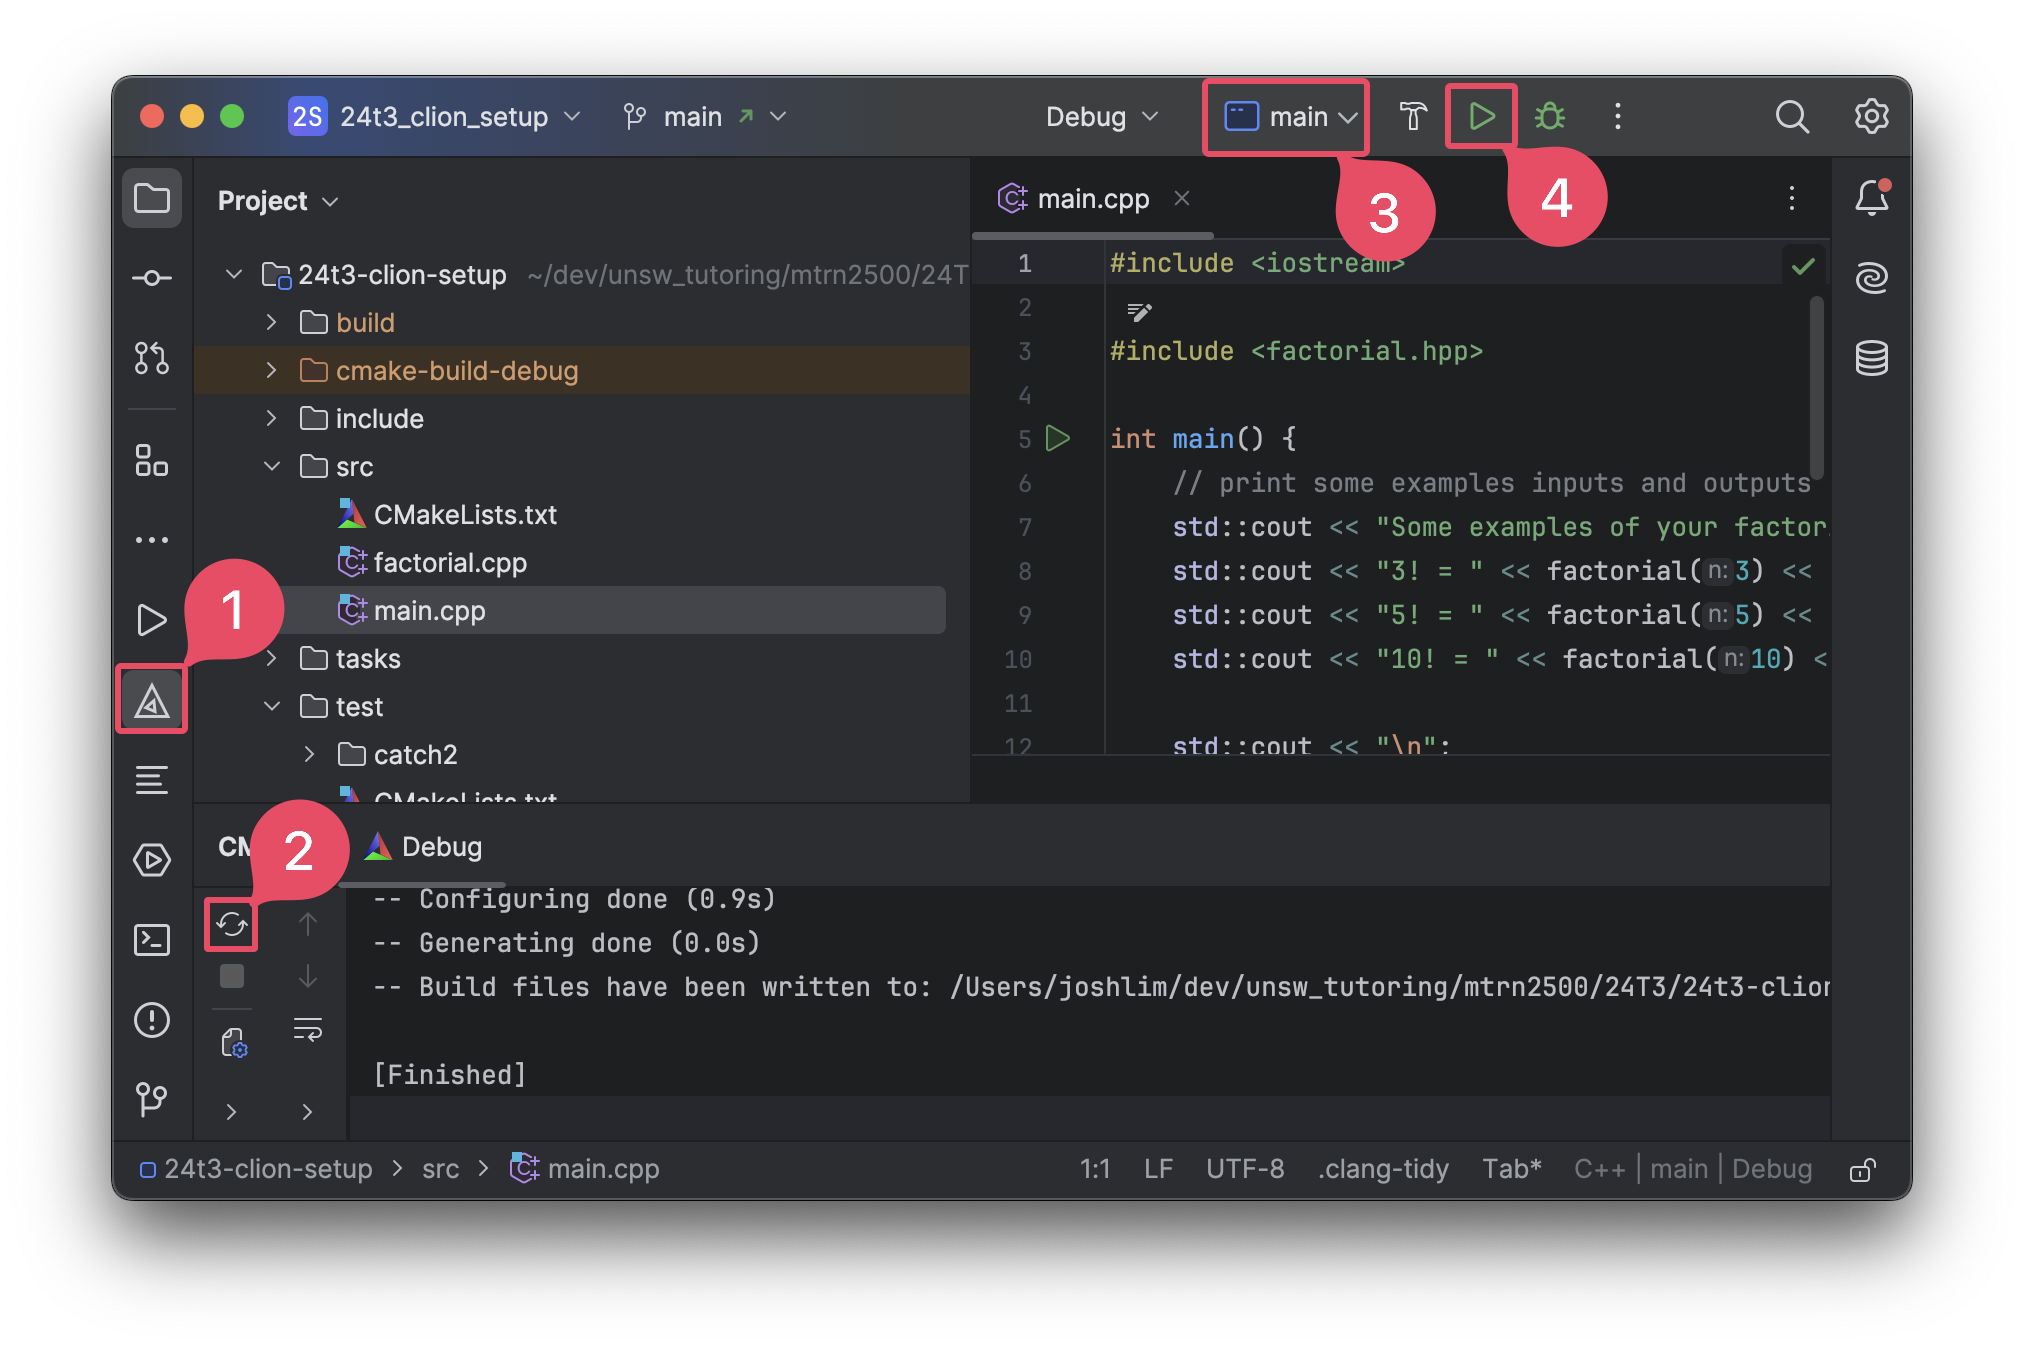 2S 24t3_clion_setup main Debug main
Project
main.cpp
3
4
24t3-clion-setup ~/dev/unsw_tutoring/mtrn2500/24T
build
cmake-build-debug
include
src
CMakeLists.txt
factorial.cpp
main.cpp
tasks
test
catch2
CMakeLists.txt
1
1 #include <iostream>
2
3 #include <factorial.hpp>
4
5 int main() {
6 // print some examples inputs and outputs
7 std::cout << "Some examples of your factor
8 std::cout << "3! = " << factorial(n:3) <<
9 std::cout << "5! = " << factorial(n:5) <<
10 std::cout << "10! = " << factorial(n:10) <
11
12 std::cout << "\n";
CM 2 Debug
-- Configuring done (0.9s)
-- Generating done (0.0s)
-- Build files have been written to: /Users/joshlim/dev/unsw_tutoring/mtrn2500/24T3/24t3-clion
[Finished]
24t3-clion-setup > src > main.cpp 1:1 LF UTF-8 .clang-tidy Tab* C++ | main | Debug